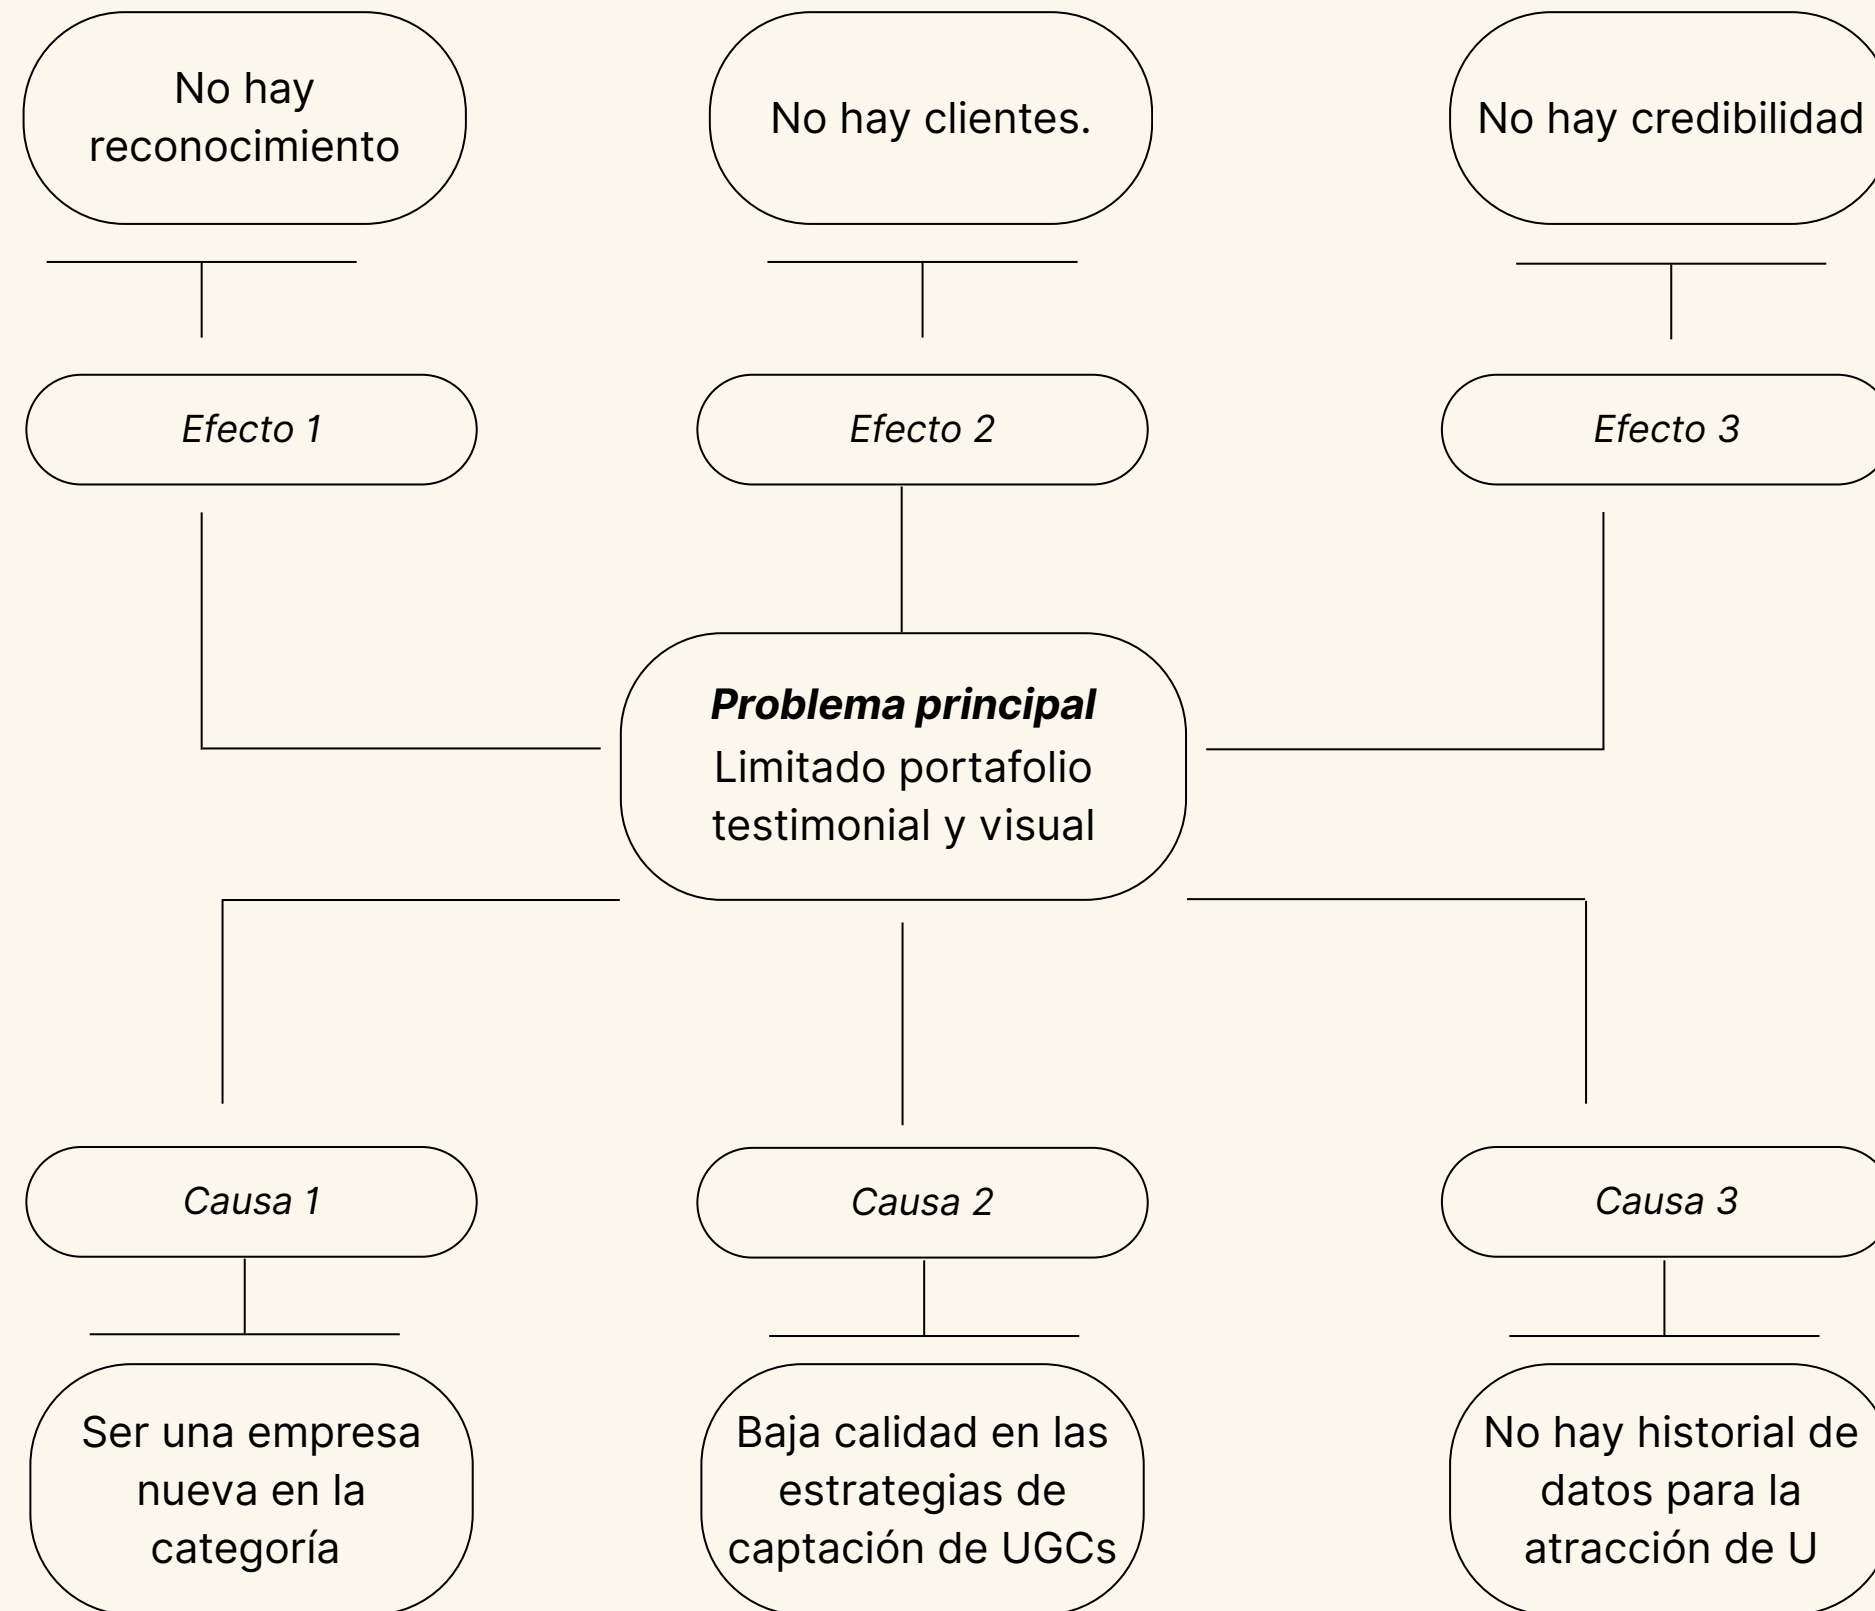 No hay
reconocimiento
No hay clientes.
No hay credibilidad
Efecto 1
Efecto 2
Efecto 3
Problema principal
Limitado portafolio
testimonial y visual
Causa 1
Causa 2
Causa 3
Ser una empresa
nueva en la
categoría
Baja calidad en las
estrategias de
captación de UGCs
No hay historial de
datos para la
atracción de U